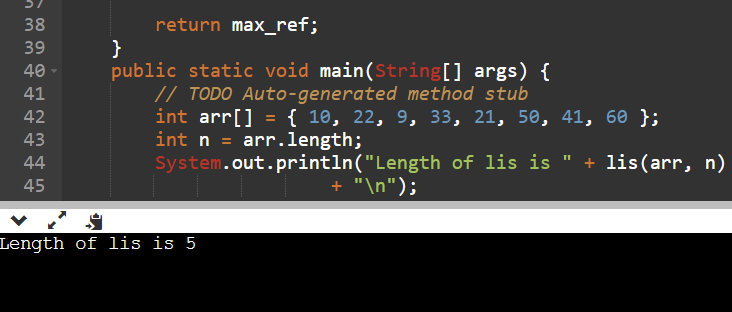 37
38 return max_ref;
39 }
40 public static void main(String[] args) {
41 // TODO Auto-generated method stub
42 int arr[] = { 10, 22, 9, 33, 21, 50, 41, 60 };
43 int n = arr.length;
44 System.out.println("Length of lis is " + lis(arr, n)
45 + "\n");
Length of lis is 5